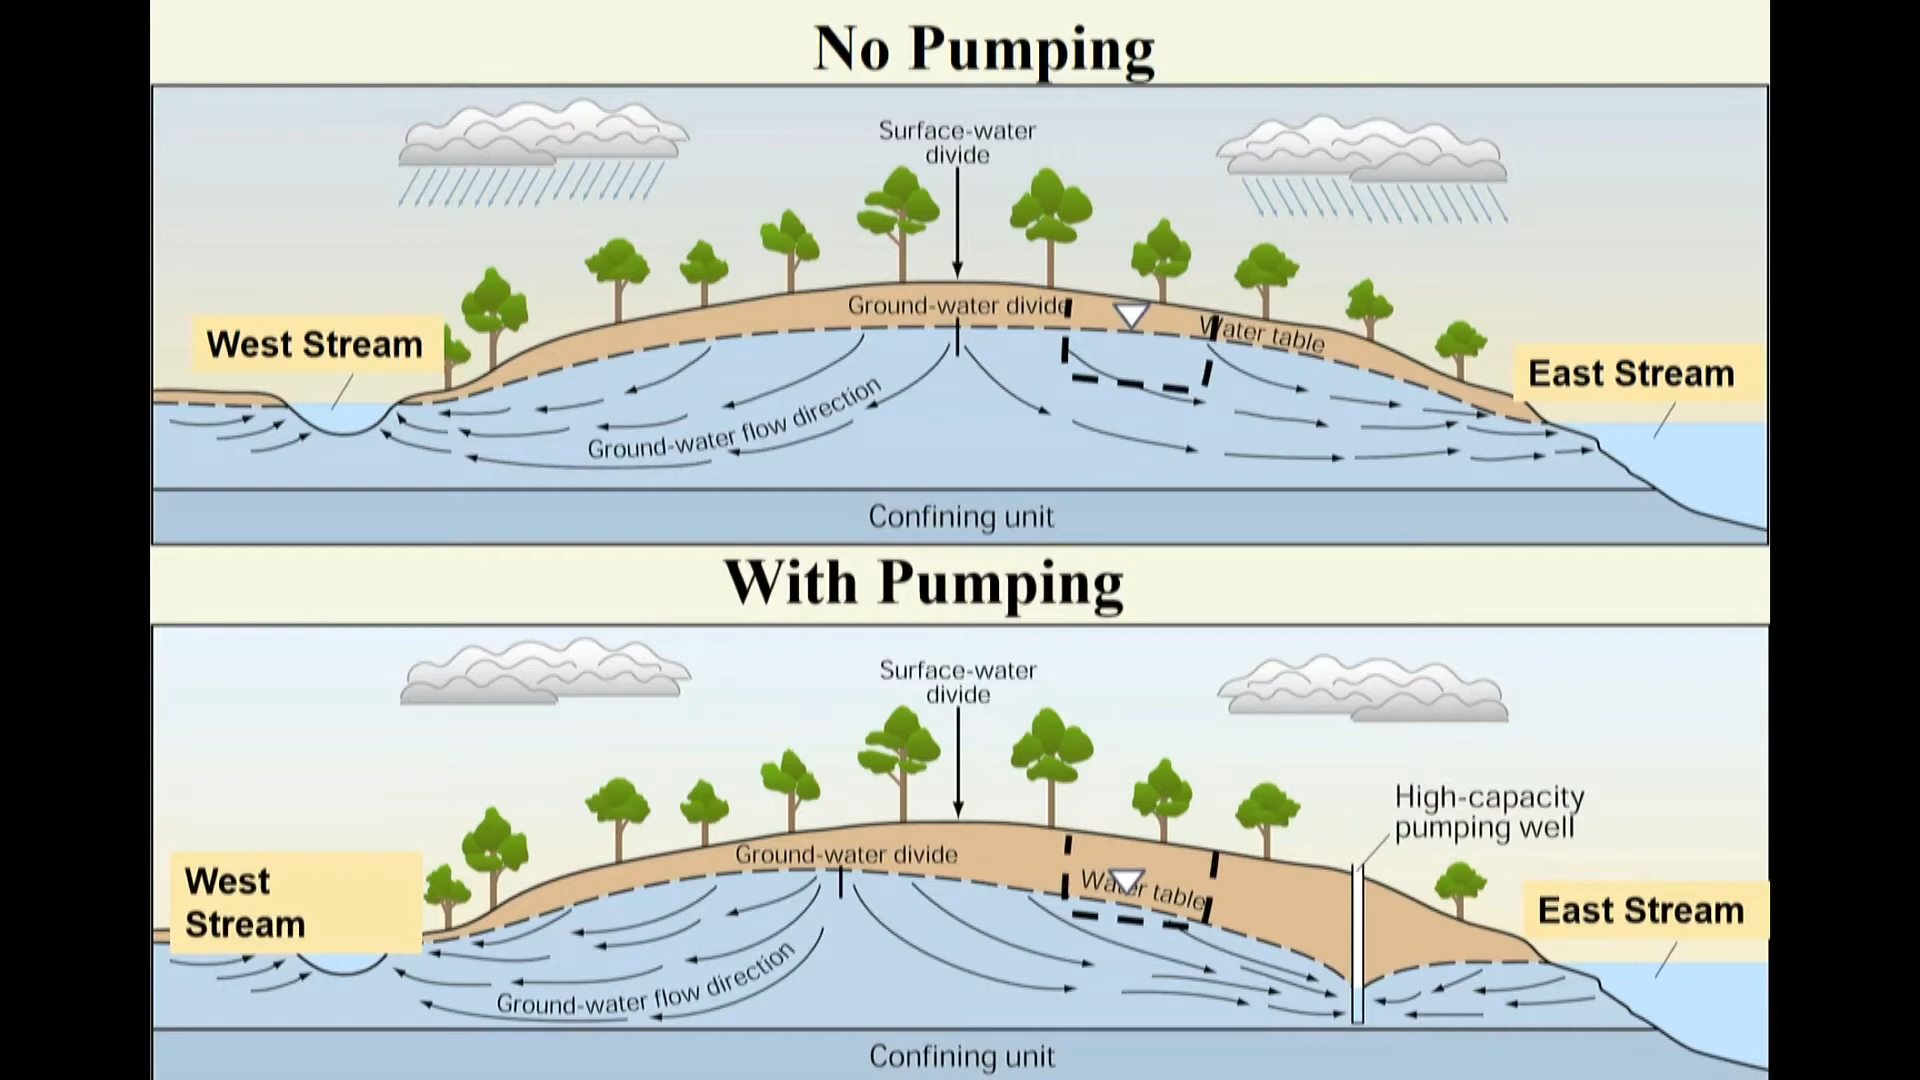 No Pumping
Surface-water
divide
Ground-water divide
Water table
West Stream
East Stream
Ground-water flow direction
Confining unit
With Pumping
Surface-water
divide
High-capacity
pumping well
Ground-water divide
Water table
West
Stream
East Stream
Ground-water flow direction
Confining unit